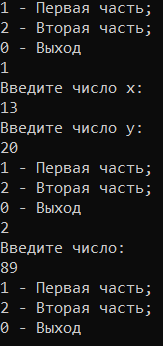 1 - Первая часть;
2 - Вторая часть;
0 - Выход
1
Введите число x:
13
Введите число y:
20
1 - Первая часть;
2 - Вторая часть;
0 - Выход
2
Введите число:
89
1 - Первая часть;
2 - Вторая часть;
0 - Выход